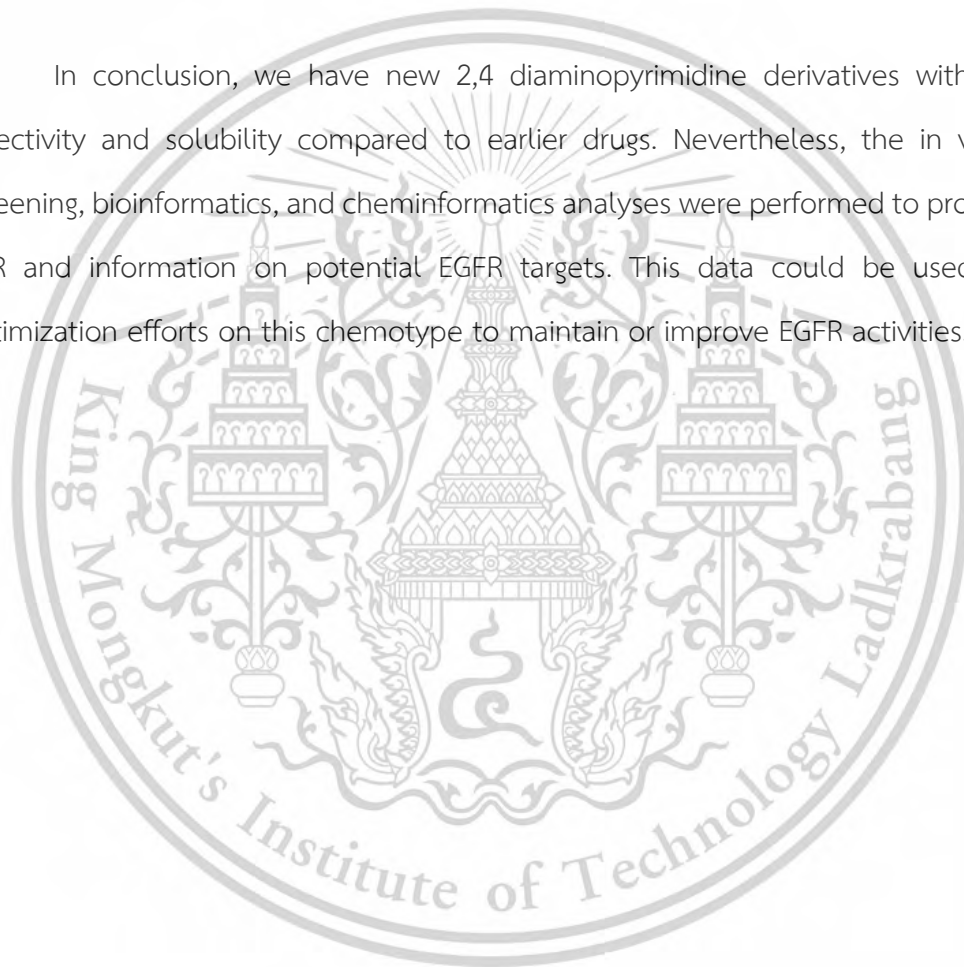 In conclusion, we have new 2,4 diaminopyrimidine derivatives with
ectivity and solubility compared to earlier drugs. Nevertheless, the in v
eening, bioinformatics, and cheminformatics analyses were performed to pro
R and information on potential EGFR targets. This data could be used
timization efforts on this chemotype to maintain or improve EGFR activities.
King Mongkut's Institute of Technology Ladkrabang